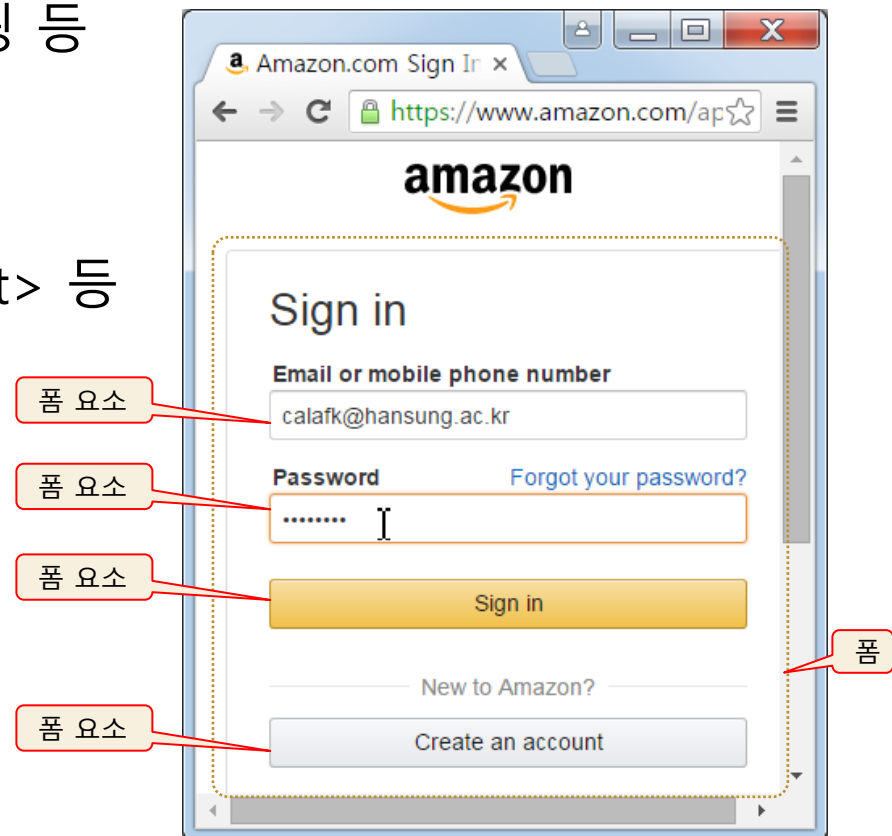 등
Amazon.com Sign In
https://www.amazon.com/ap
amazon
t> 등
Sign in
Email or mobile phone number
폼 요소
calafk@hansung.ac.kr
Password Forgot your password?
폼 요소
••••••••
폼 요소
Sign in
폼
New to Amazon?
폼 요소
Create an account